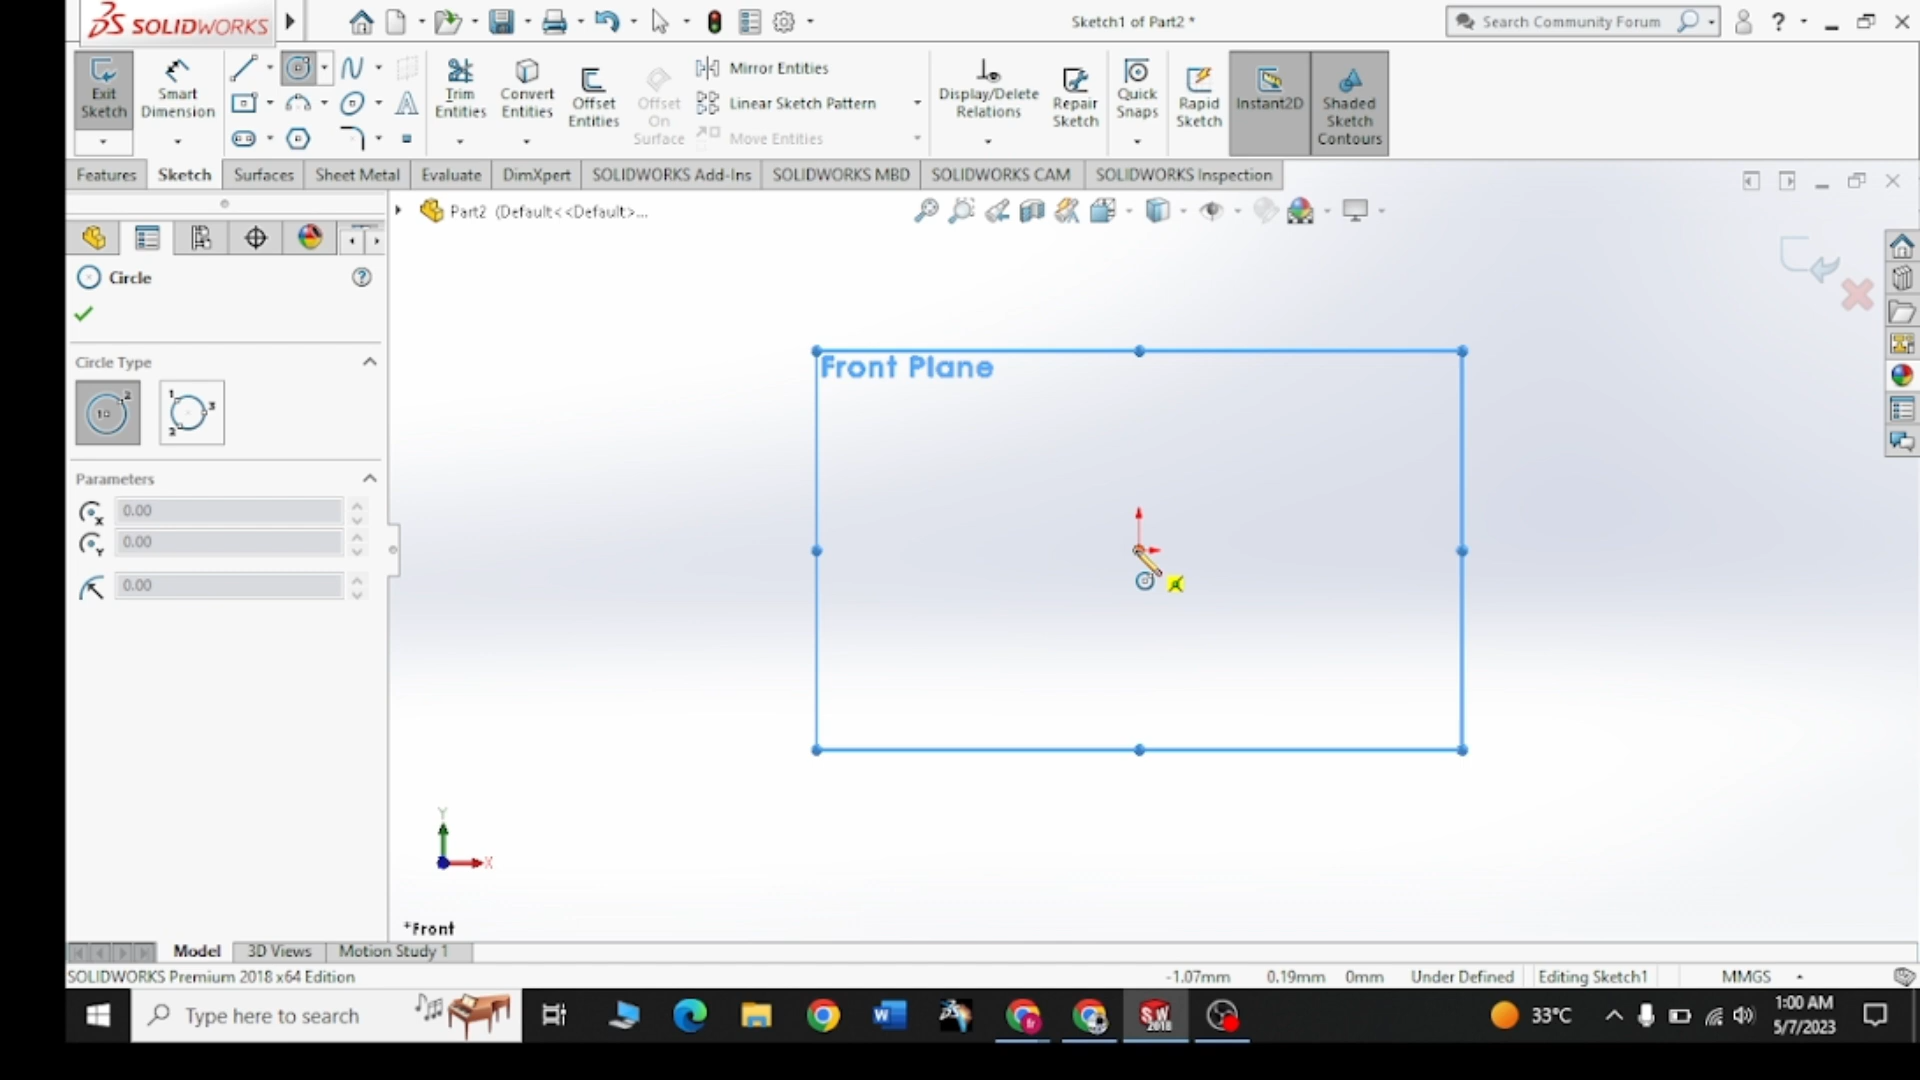 SOLIDWORKS
Sketch1 of Part2 *
Search Community Forum
?
Exit Sketch
Smart Dimension
Trim Entities
Convert Entities
Offset Entities
Offset On Surface
Mirror Entities
Linear Sketch Pattern
Move Entities
Display/Delete Relations
Repair Sketch
Quick Snaps
Rapid Sketch
Instant2D
Shaded Sketch Contours
Features
Sketch
Surfaces
Sheet Metal
Evaluate
DimXpert
SOLIDWORKS Add-Ins
SOLIDWORKS MBD
SOLIDWORKS CAM
SOLIDWORKS Inspection
Part2 (Default<<Default>...
Circle
Circle Type
Parameters
0.00
0.00
0.00
Front Plane
Y
X
*Front
Model
3D Views
Motion Study 1
SOLIDWORKS Premium 2018 x64 Edition
-1.07mm
0.19mm
0mm
Under Defined
Editing Sketch1
MMGS
Type here to search
33°C
1:00 AM
5/7/2023